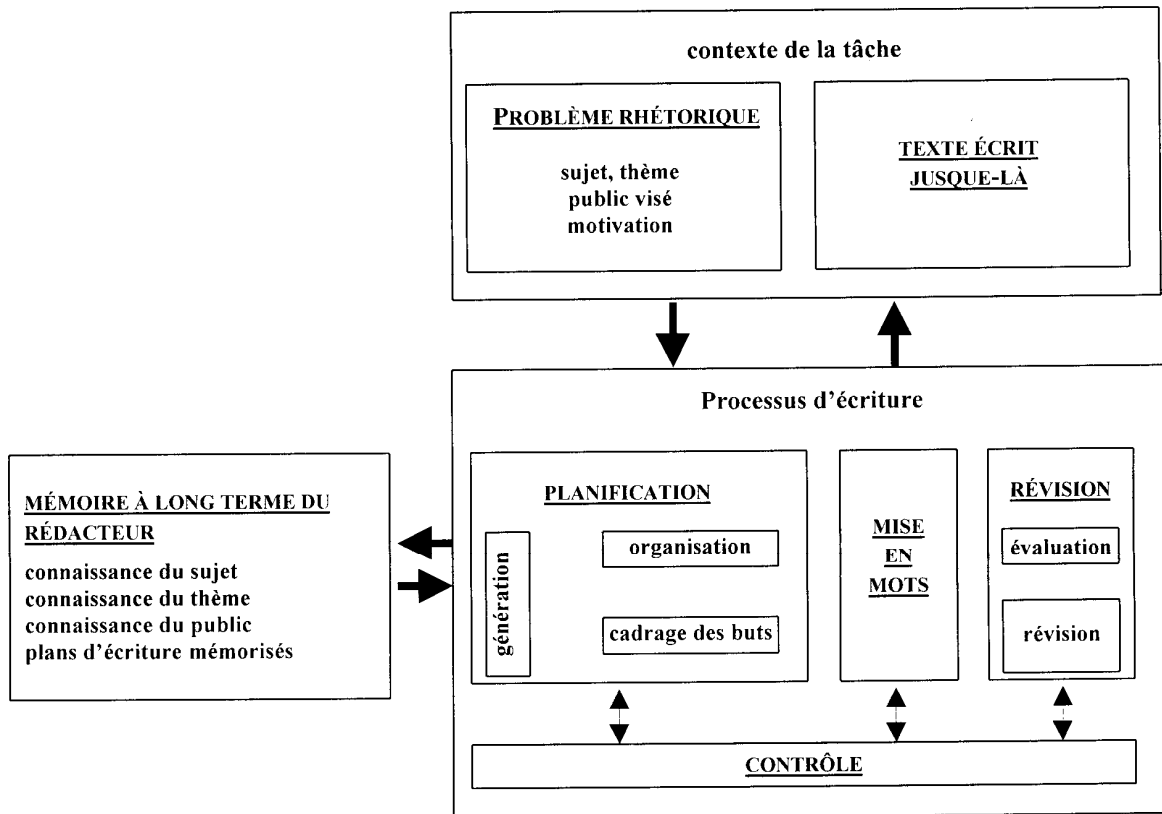 contexte de la tâche
PROBLÈME RHÉTORIQUE
sujet, thème
public visé
motivation
TEXTE ÉCRIT
JUSQUE-LÀ
Processus d'écriture
MÉMOIRE À LONG TERME DU
RÉDACTEUR
connaissance du sujet
connaissance du thème
connaissance du public
plans d'écriture mémorisés
PLANIFICATION
génération
organisation
cadrage des buts
MISE
EN
MOTS
RÉVISION
évaluation
révision
CONTRÔLE